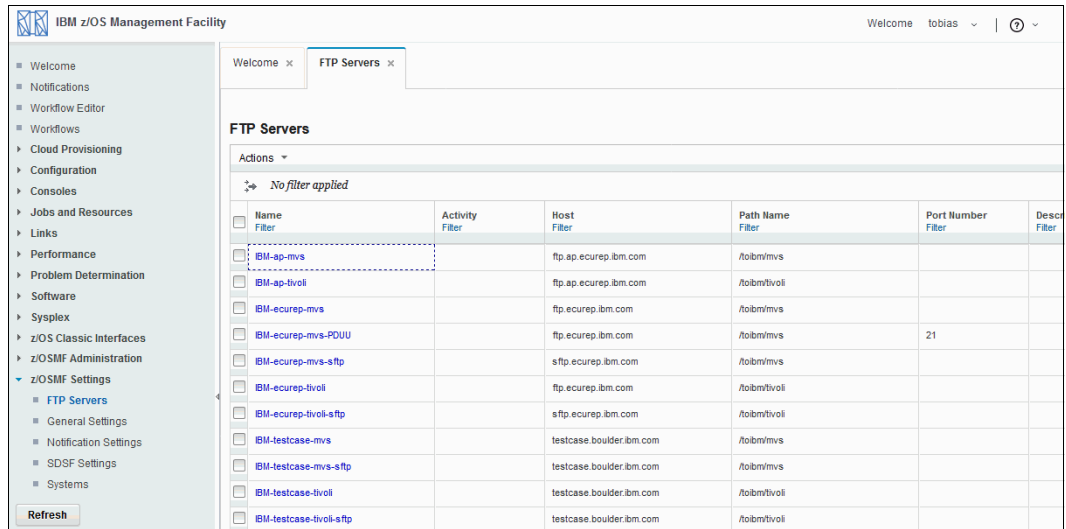 IBM z/OS Management Facility
Welcome tobias
Welcome
Notifications
Workflow Editor
Workflows
Cloud Provisioning
Configuration
Consoles
Jobs and Resources
Links
Performance
Problem Determination
Software
Sysplex
z/OS Classic Interfaces
z/OSMF Administration
z/OSMF Settings
FTP Servers
General Settings
Notification Settings
SDSF Settings
Systems
Refresh
Welcome × FTP Servers ×
FTP Servers
Actions
No filter applied
Name Activity Host Path Name Port Number Descr
Filter Filter Filter Filter Filter Filter
IBM-ap-mvs ftp.ap.ecurep.ibm.com /toibm/mvs
IBM-ap-tivoli ftp.ap.ecurep.ibm.com /toibm/tivoli
IBM-ecurep-mvs ftp.ecurep.ibm.com /toibm/mvs
IBM-ecurep-mvs-PDUU ftp.ecurep.ibm.com /toibm/mvs 21
IBM-ecurep-mvs-sftp sftp.ecurep.ibm.com /toibm/mvs
IBM-ecurep-tivoli ftp.ecurep.ibm.com /toibm/tivoli
IBM-ecurep-tivoli-sftp sftp.ecurep.ibm.com /toibm/tivoli
IBM-testcase-mvs testcase.boulder.ibm.com /toibm/mvs
IBM-testcase-mvs-sftp testcase.boulder.ibm.com /toibm/mvs
IBM-testcase-tivoli testcase.boulder.ibm.com /toibm/tivoli
IBM-testcase-tivoli-sftp testcase.boulder.ibm.com /toibm/tivoli